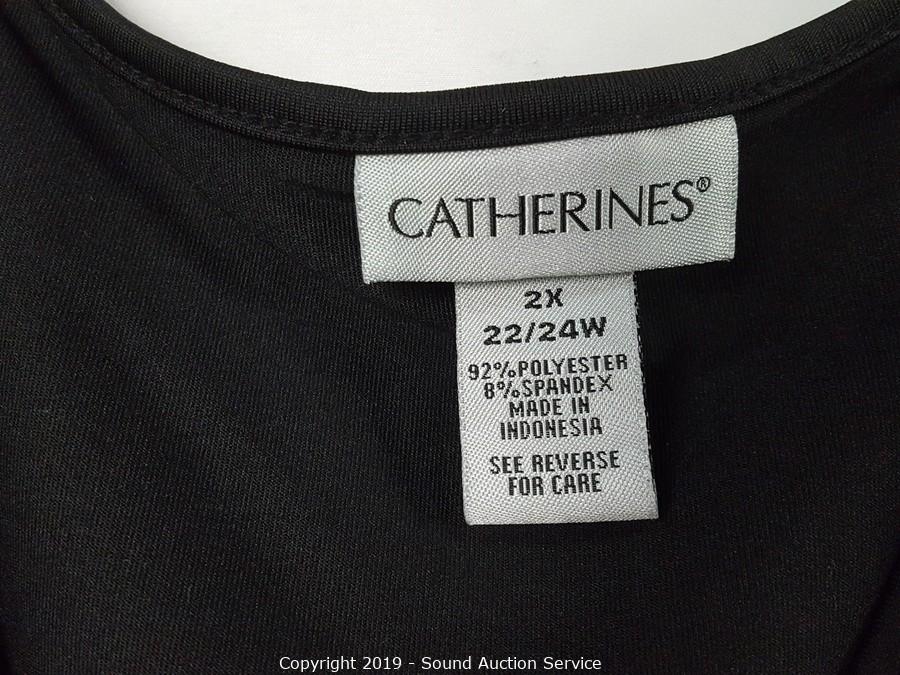 CATHERINES®
2X
22/24W
92%POLYESTER
8%SPANDEX
MADE IN
INDONESIA
SEE REVERSE
FOR CARE
Copyright 2019 - Sound Auction Service